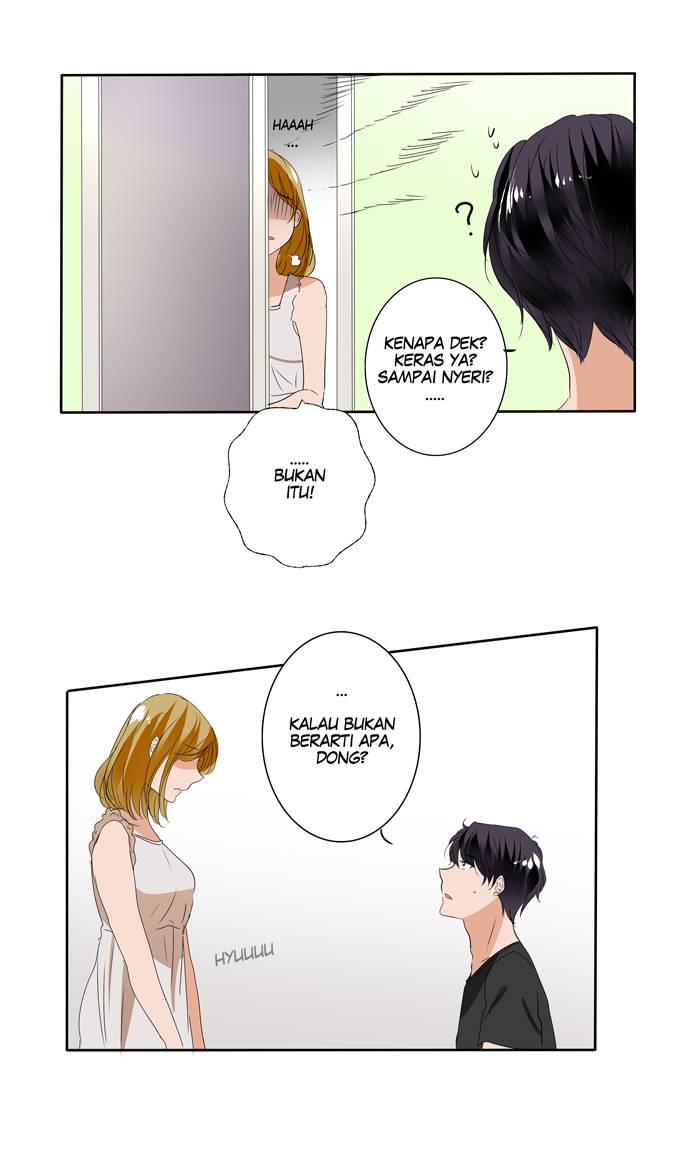 HAAAH
...
?
KENAPA DEK?
KERAS YA?
SAMPAI NYERI?
.....
.....
BUKAN
ITU!
...
KALAU BUKAN
BERARTI APA,
DONG?
HYUUUU